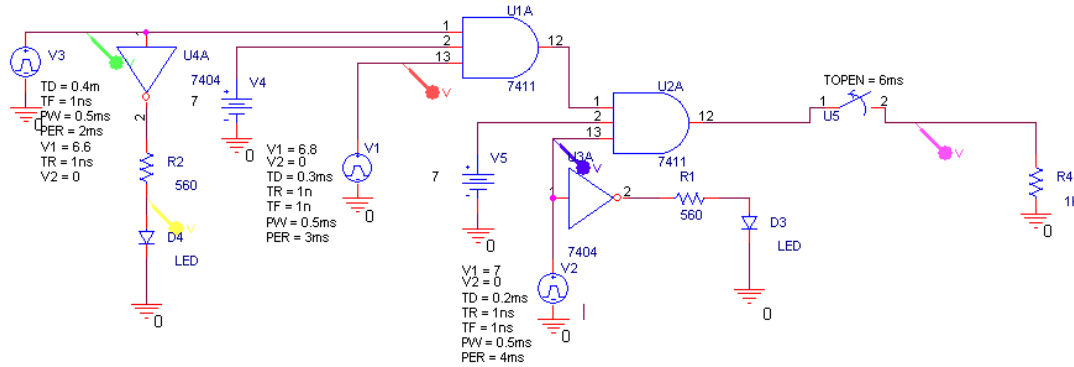 V3
TD = 0.4m
TF = 1ns
PW = 0.5ms
PER = 2ms
V1 = 6.6
TR = 1ns
V2 = 0
0
U4A
7404
2
V
R2
560
V
D4
LED
0
V4
7
0
U1A
1
2
13
12
7411
V
V1
V1 = 6.8
V2 = 0
TD = 0.3ms
TR = 1n
TF = 1n
PW = 0.5ms
PER = 3ms
0
U2A
1
2
13
12
7411
V5
7
0
V
U3A
1
2
7404
R1
560
D3
LED
0
V2
V1 = 7
V2 = 0
TD = 0.2ms
TR = 1ns
TF = 1ns
PW = 0.5ms
PER = 4ms
0
TOPEN = 6ms
1
2
U5
V
R4
0